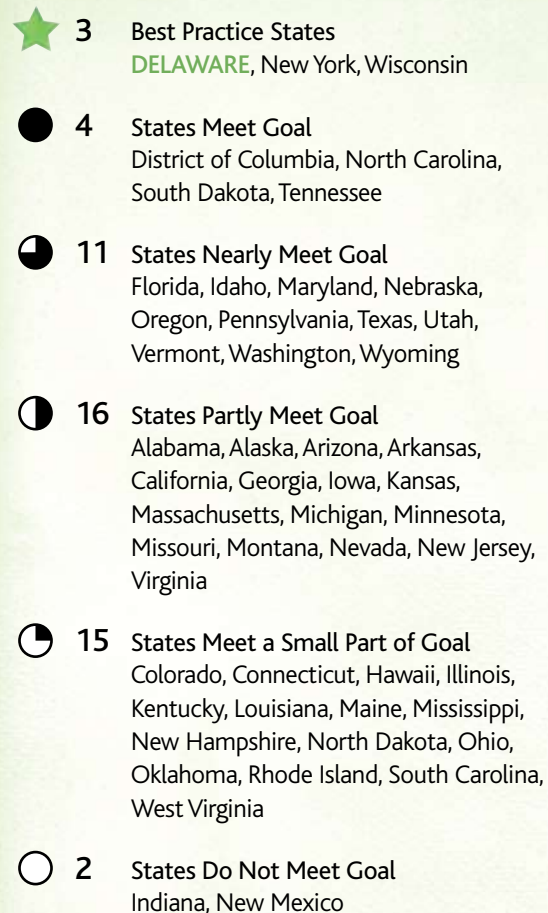 3 Best Practice States
DELAWARE, New York, Wisconsin
4 States Meet Goal
District of Columbia, North Carolina,
South Dakota, Tennessee
11 States Nearly Meet Goal
Florida, Idaho, Maryland, Nebraska,
Oregon, Pennsylvania, Texas, Utah,
Vermont, Washington, Wyoming
16 States Partly Meet Goal
Alabama, Alaska, Arizona, Arkansas,
California, Georgia, Iowa, Kansas,
Massachusetts, Michigan, Minnesota,
Missouri, Montana, Nevada, New Jersey,
Virginia
15 States Meet a Small Part of Goal
Colorado, Connecticut, Hawaii, Illinois,
Kentucky, Louisiana, Maine, Mississippi,
New Hampshire, North Dakota, Ohio,
Oklahoma, Rhode Island, South Carolina,
West Virginia
2 States Do Not Meet Goal
Indiana, New Mexico